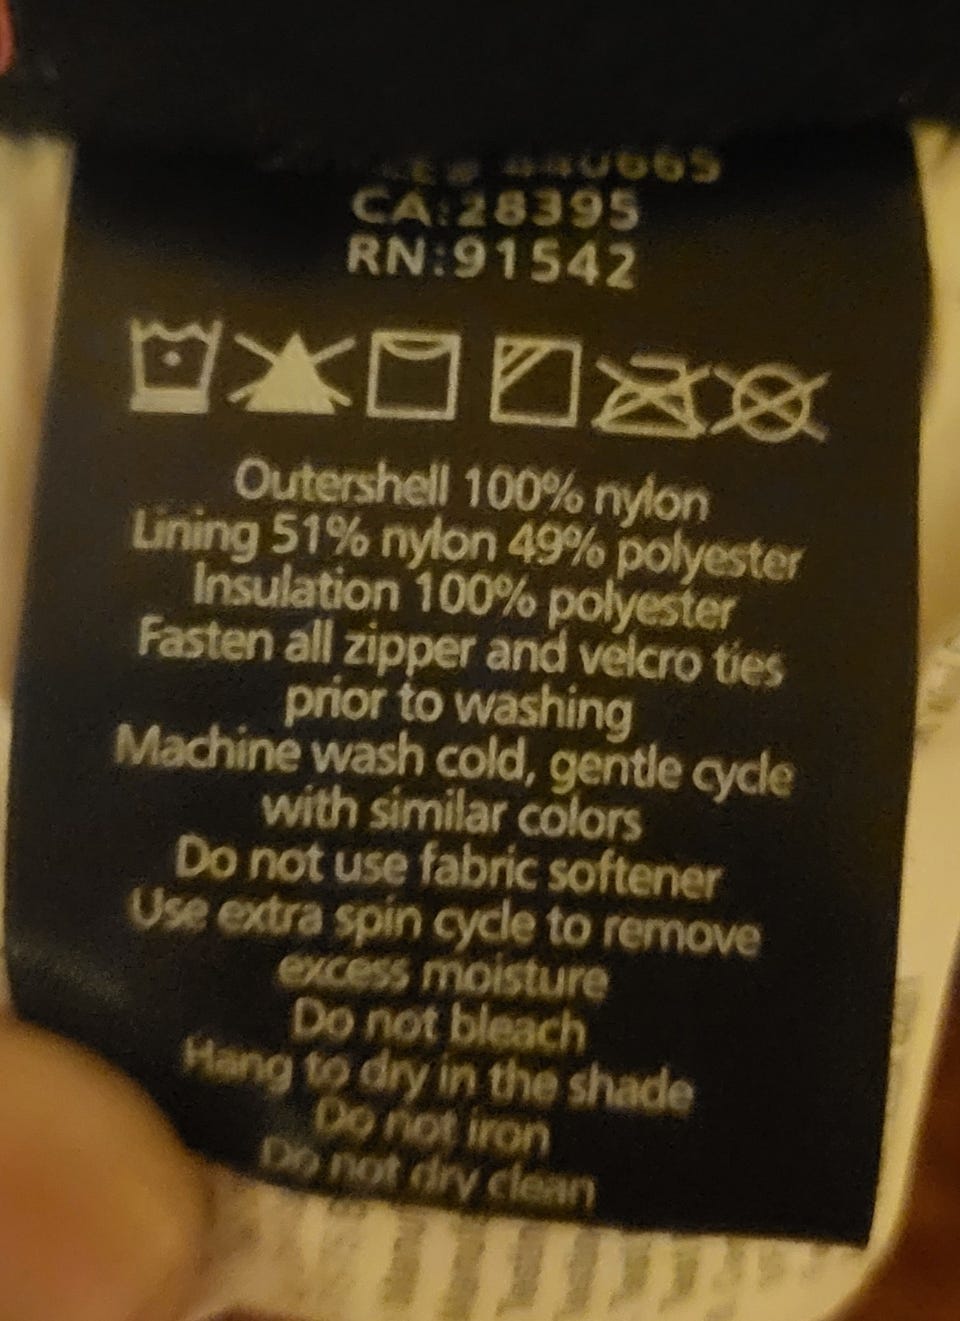 CA:28395
RN:91542
Outershell 100% nylon
Lining 51% nylon 49% polyester
Insulation 100% polyester
Fasten all zipper and velcro ties
prior to washing
Machine wash cold, gentle cycle
with similar colors
Do not use fabric softener
Use extra spin cycle to remove
excess moisture
Do not bleach
Hang to dry in the shade
Do not iron
Do not dry clean